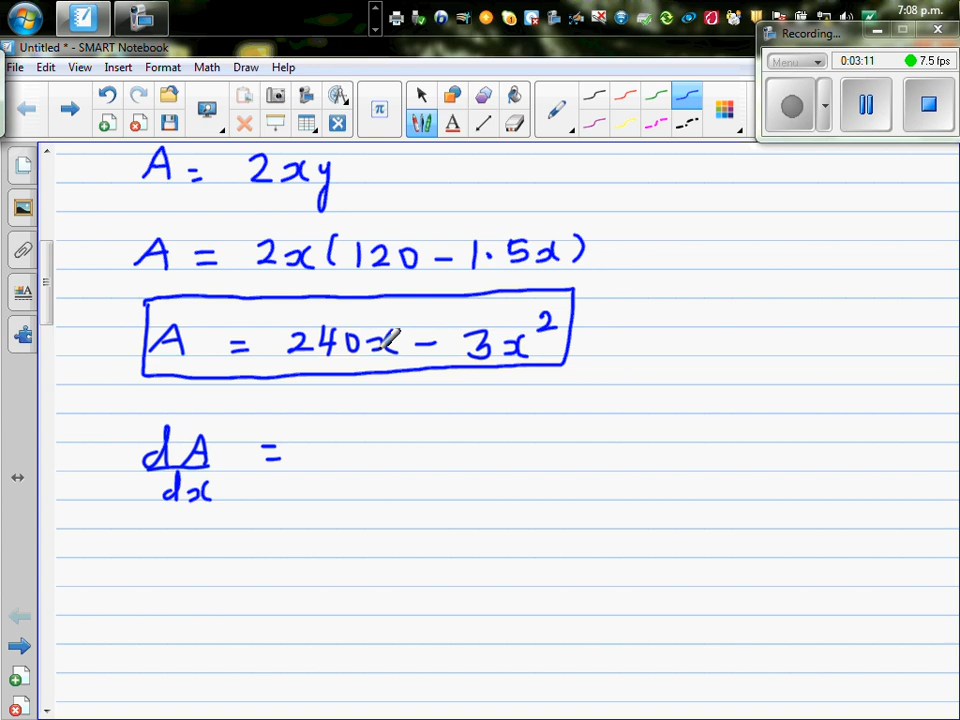 7:08 p.m.
Untitled * - SMART Notebook
Recording...
File Edit View Insert Format Math Draw Help
Menu 0:03:11 7.5 fps
A = 2xy
A = 2x(120 - 1.5x)
A = 240x - 3x²
dA =
dx